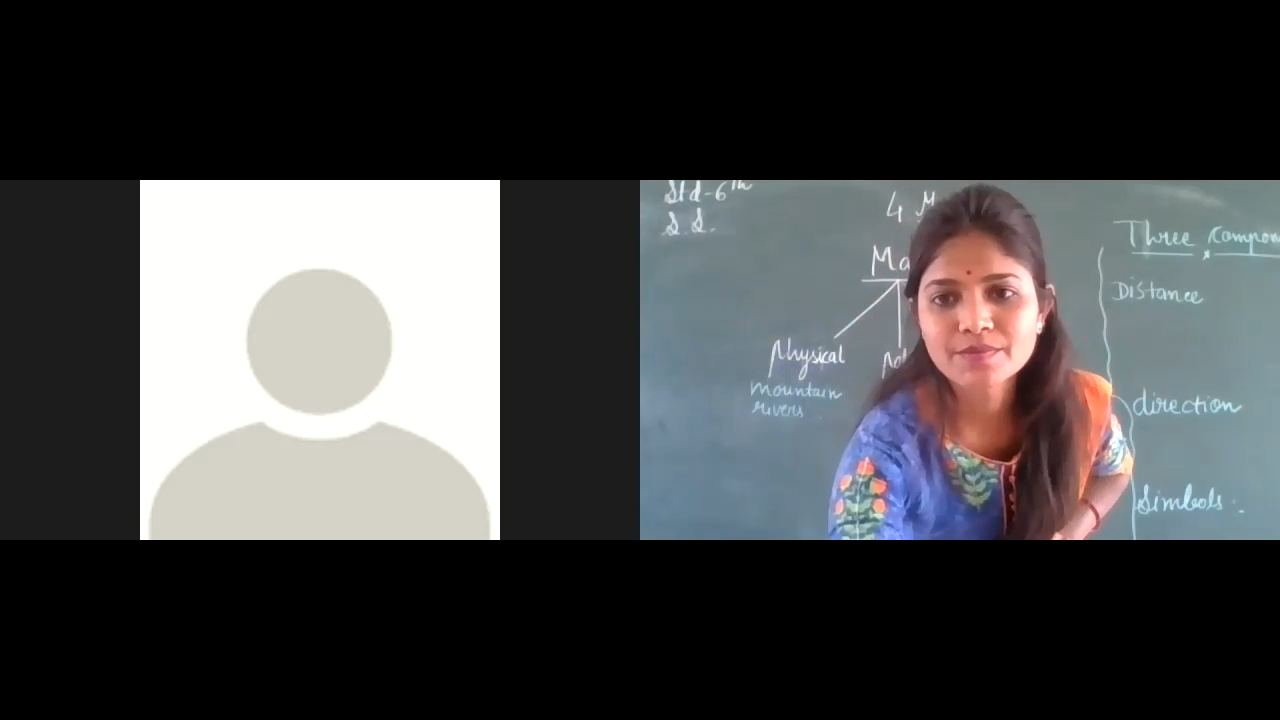 Std-6th
S.S.
4 M
Ma
Physical
mountain
rivers
Three compon
Distance
direction
Simbols